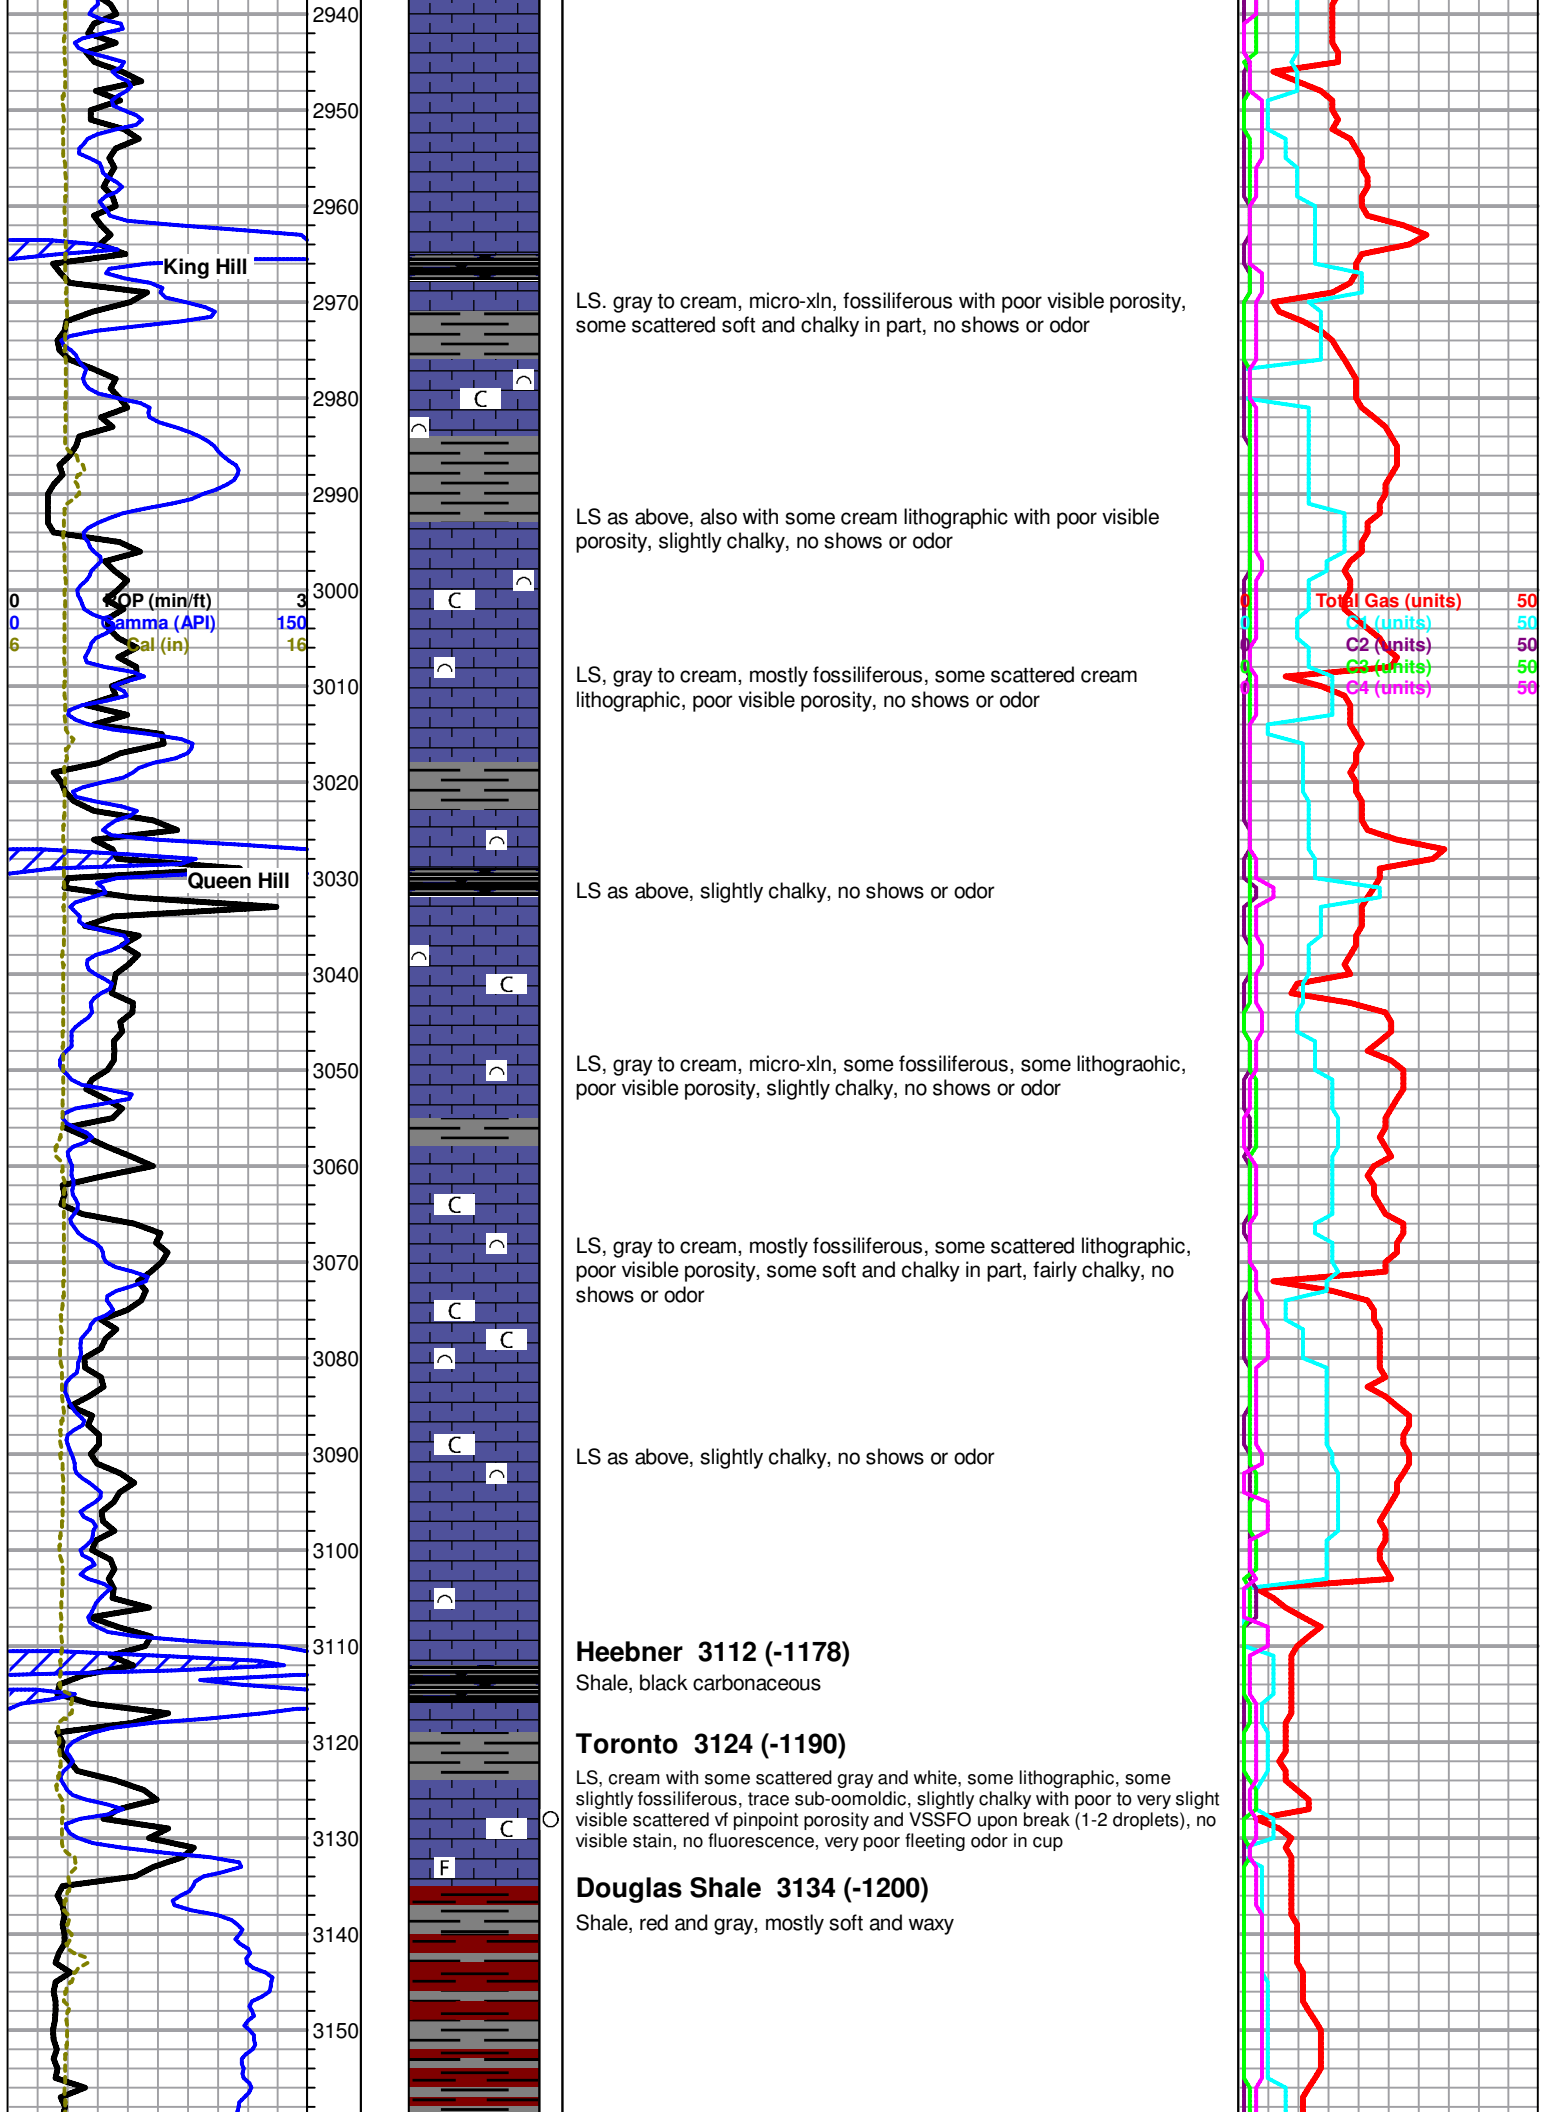 2940
2950
2960
King Hill
2970
LS. gray to cream, micro-xln, fossiliferous with poor visible porosity,
some scattered soft and chalky in part, no shows or odor
C
2980
2990
LS as above, also with some cream lithographic with poor visible
porosity, slightly chalky, no shows or odor
3000
C
0 ROP (min/ft) 3
0 Gamma (API) 150
6 Cal (in) 16
0 Total Gas (units) 50
0 C1 (units) 50
0 C2 (units) 50
0 C3 (units) 50
0 C4 (units) 50
LS, gray to cream, mostly fossiliferous, some scattered cream
lithographic, poor visible porosity, no shows or odor
3010
3020
3030
Queen Hill
LS as above, slightly chalky, no shows or odor
3040
C
3050
LS, gray to cream, micro-xln, some fossiliferous, some lithograohic,
poor visible porosity, slightly chalky, no shows or odor
3060
C
3070
LS, gray to cream, mostly fossiliferous, some scattered lithographic,
poor visible porosity, some soft and chalky in part, fairly chalky, no
shows or odor
C
C
3080
3090
C
LS as above, slightly chalky, no shows or odor
3100
3110
Heebner 3112 (-1178)
Shale, black carbonaceous
3120
Toronto 3124 (-1190)
LS, cream with some scattered gray and white, some lithographic, some
slightly fossiliferous, trace sub-oomoldic, slightly chalky with poor to very slight
visible scattered vf pinpoint porosity and VSSFO upon break (1-2 droplets), no
visible stain, no fluorescence, very poor fleeting odor in cup
C
3130
F
Douglas Shale 3134 (-1200)
Shale, red and gray, mostly soft and waxy
3140
3150